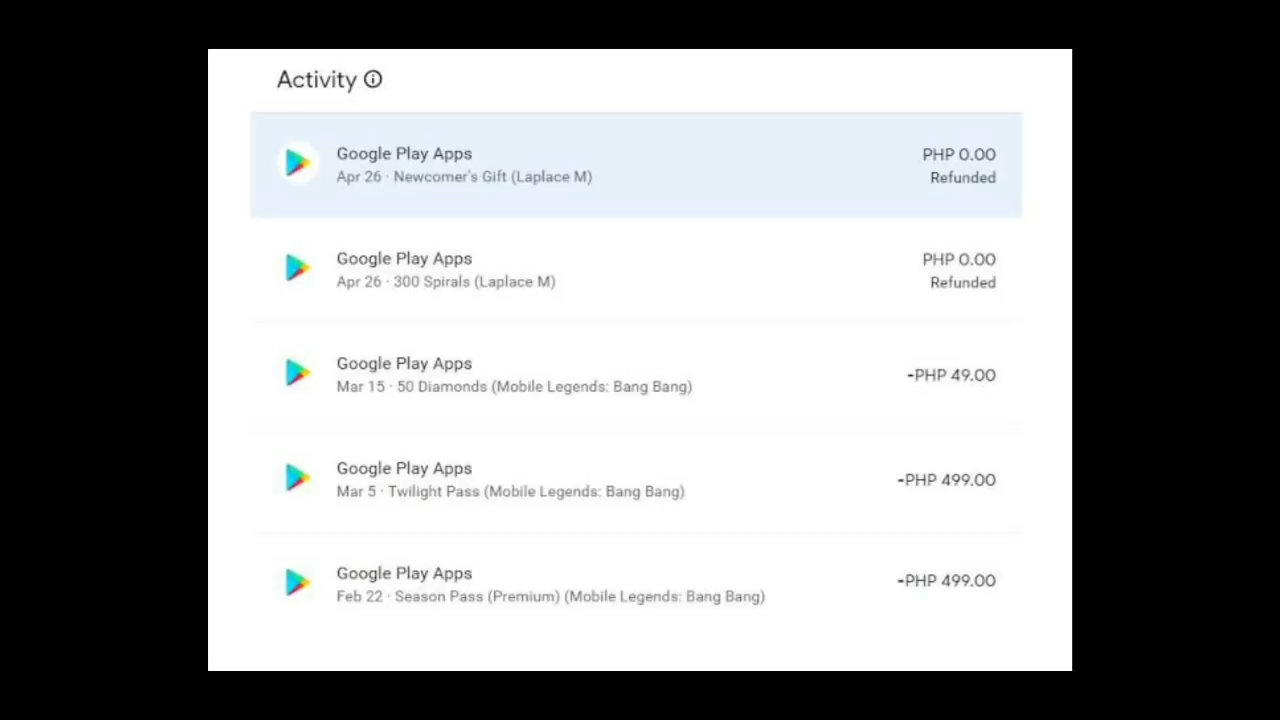 Activity
Google Play Apps
PHP 0.00
Apr 26 · Newcomer's Gift (Laplace M)
Refunded
Google Play Apps
PHP 0.00
Apr 26 · 300 Spirals (Laplace M)
Refunded
Google Play Apps
Mar 15 · 50 Diamonds (Mobile Legends: Bang Bang)
-PHP 49.00
Google Play Apps
Mar 5 · Twilight Pass (Mobile Legends: Bang Bang)
-PHP 499.00
Google Play Apps
Feb 22 · Season Pass (Premium) (Mobile Legends: Bang Bang)
-PHP 499.00